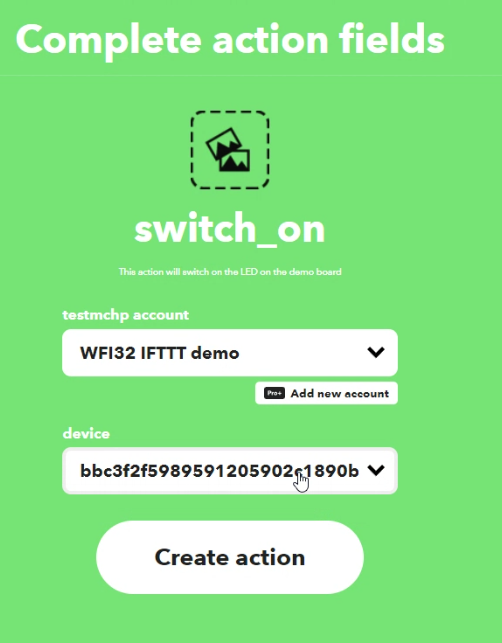 Complete action fields
switch_on
This action will switch on the LED on the demo board
testmchp account
WFI32 IFTTT demo
Pro+ Add new account
device
bbc3f2f5989591205902c1890b
Create action